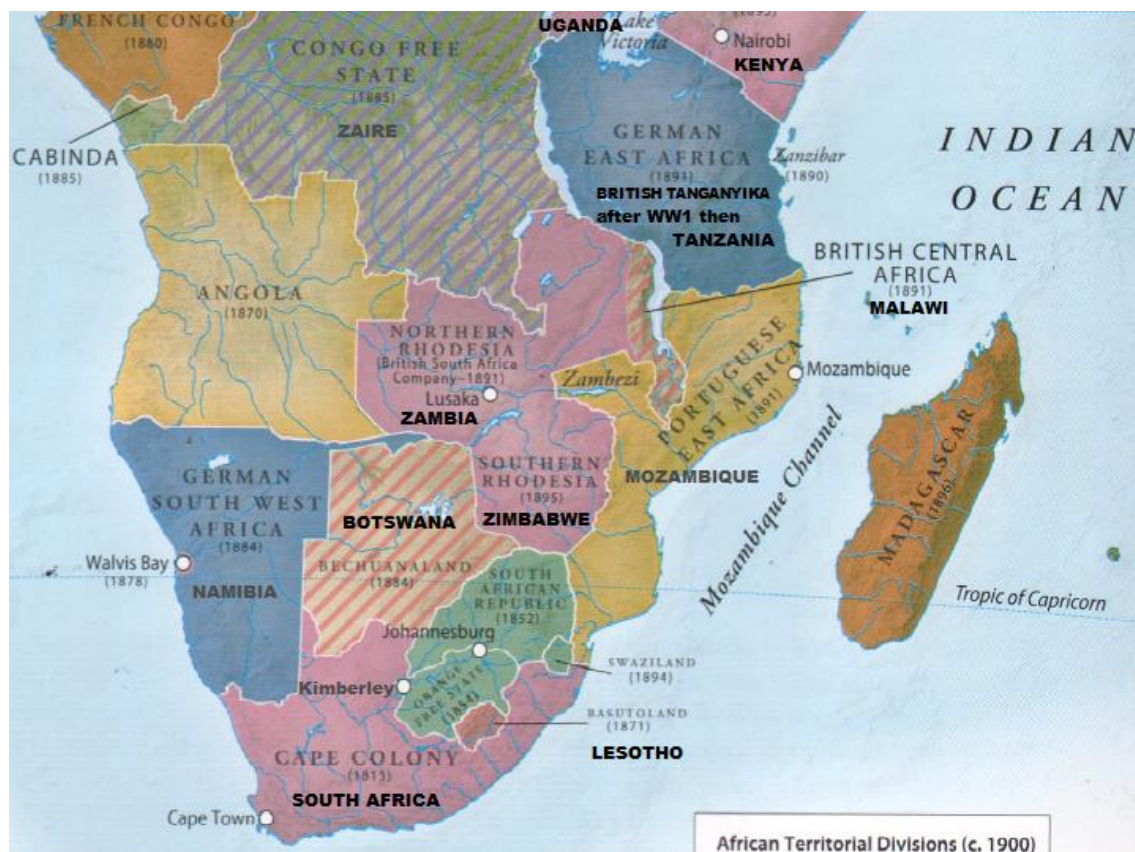 FRENCH CONGO
(1880)
UGANDA
Lake
Victoria
(1895)
Nairobi
KENYA
CONGO FREE
STATE
(1885)
ZAIRE
CABINDA
(1885)
GERMAN
EAST AFRICA
(1891)
BRITISH TANGANYIKA
after WW1 then
TANZANIA
Zanzibar
(1890)
INDIAN
OCEAN
BRITISH CENTRAL
AFRICA
(1891)
MALAWI
ANGOLA
(1870)
NORTHERN
RHODESIA
(British South Africa
Company-1891)
Lusaka
ZAMBIA
Zambezi
PORTUGUESE
EAST AFRICA
(1891)
Mozambique
MOZAMBIQUE
Mozambique Channel
MADAGASCAR
(1896)
GERMAN
SOUTH WEST
AFRICA
(1884)
NAMIBIA
Walvis Bay
(1878)
BOTSWANA
BECHUANALAND
(1884)
SOUTHERN
RHODESIA
(1895)
ZIMBABWE
SOUTH
AFRICAN
REPUBLIC
(1852)
Johannesburg
Tropic of Capricorn
Kimberley
ORANGE
FREE STATE
(1854)
SWAZILAND
(1894)
BASUTOLAND
(1871)
LESOTHO
CAPE COLONY
(1815)
SOUTH AFRICA
Cape Town
African Territorial Divisions (c. 1900)